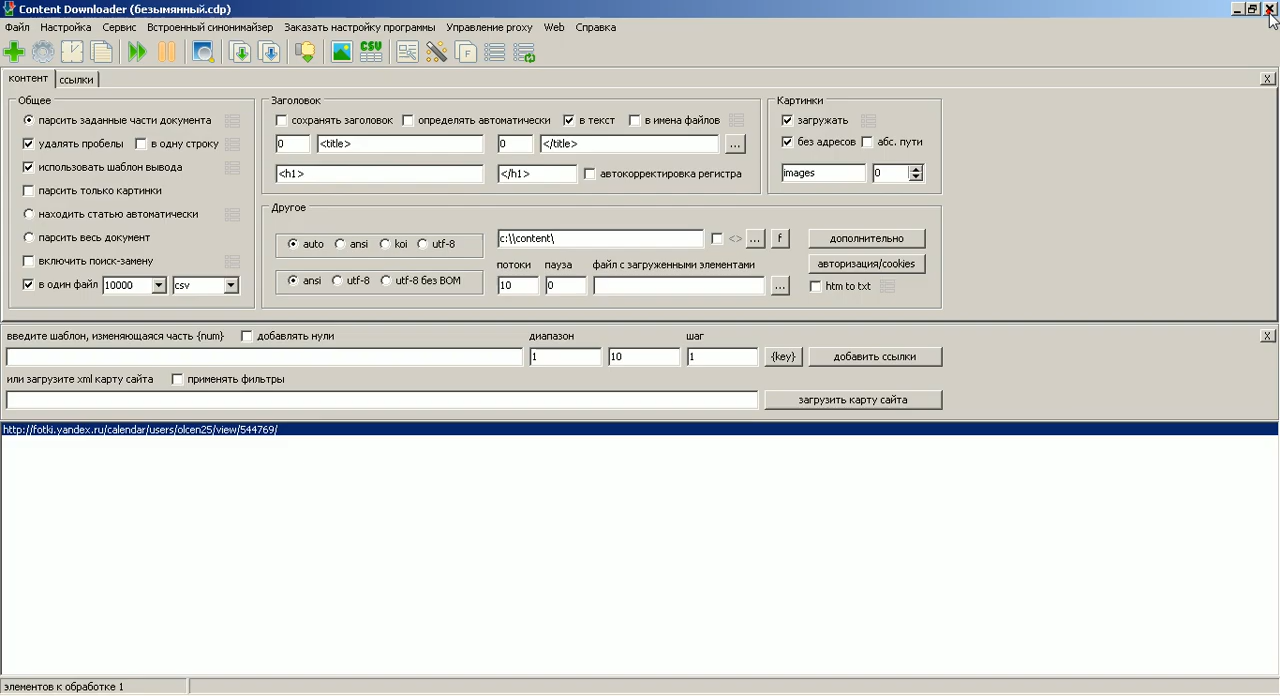 Content Downloader (безымянный.cdp)
Файл Настройка Сервис Встроенный синонимайзер Заказать настройку программы Управление proxy Web Справка
CSV F
контент ссылки X
Общее
парсить заданные части документа
удалять пробелы в одну строку
использовать шаблон вывода
парсить только картинки
находить статью автоматически
парсить весь документ
включить поиск-замену
в один файл 10000 csv
Заголовок
сохранять заголовок определять автоматически в текст в имена файлов
0 <title> 0 </title> ...
<h1> </h1> автокорректировка регистра
Картинки
загружать
без адресов абс. пути
images 0
Другое
auto ansi koi utf-8
ansi utf-8 utf-8 без BOM
c:\\content\ <> ... f
потоки пауза файл с загруженными элементами
10 0 ...
дополнительно
авторизация/cookies
htm to txt
введите шаблон, изменяющаяся часть {num} добавлять нули диапазон шаг X
1 10 1 {key} добавить ссылки
или загрузите xml карту сайта применять фильтры
загрузить карту сайта
http://fotki.yandex.ru/calendar/users/olcen25/view/544769/
элементов к обработке 1